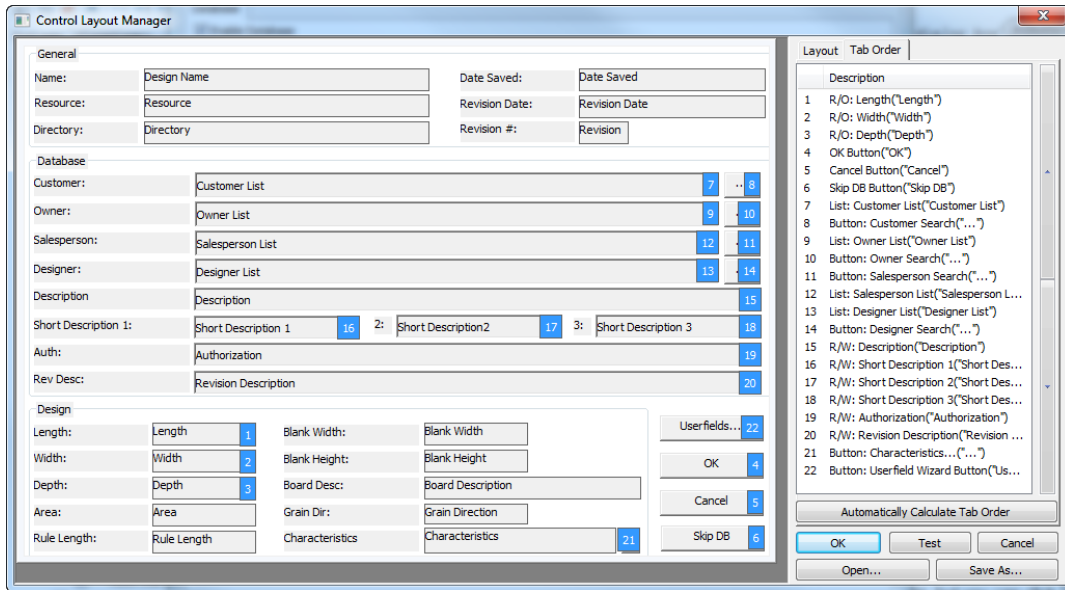 Control Layout Manager
General
Name: Design Name Date Saved: Date Saved
Resource: Resource Revision Date: Revision Date
Directory: Directory Revision #: Revision
Database
Customer: Customer List 7 .. 8
Owner: Owner List 9 10
Salesperson: Salesperson List 12 11
Designer: Designer List 13 14
Description Description 15
Short Description 1: Short Description 1 16 2: Short Description2 17 3: Short Description 3 18
Auth: Authorization 19
Rev Desc: Revision Description 20
Design
Length: Length 1 Blank Width: Blank Width Userfields... 22
Width: Width 2 Blank Height: Blank Height OK 4
Depth: Depth 3 Board Desc: Board Description Cancel 5
Area: Area Grain Dir: Grain Direction
Rule Length: Rule Length Characteristics Characteristics 21 Skip DB 6
Layout Tab Order
Description
1 R/O: Length("Length")
2 R/O: Width("Width")
3 R/O: Depth("Depth")
4 OK Button("OK")
5 Cancel Button("Cancel")
6 Skip DB Button("Skip DB")
7 List: Customer List("Customer List")
8 Button: Customer Search("...")
9 List: Owner List("Owner List")
10 Button: Owner Search("...")
11 Button: Salesperson Search("...")
12 List: Salesperson List("Salesperson L...
13 List: Designer List("Designer List")
14 Button: Designer Search("...")
15 R/W: Description("Description")
16 R/W: Short Description 1("Short Des...
17 R/W: Short Description 2("Short Des...
18 R/W: Short Description 3("Short Des...
19 R/W: Authorization("Authorization")
20 R/W: Revision Description("Revision ...
21 Button: Characteristics...("...")
22 Button: Userfield Wizard Button("Us...
Automatically Calculate Tab Order
OK Test Cancel
Open... Save As...